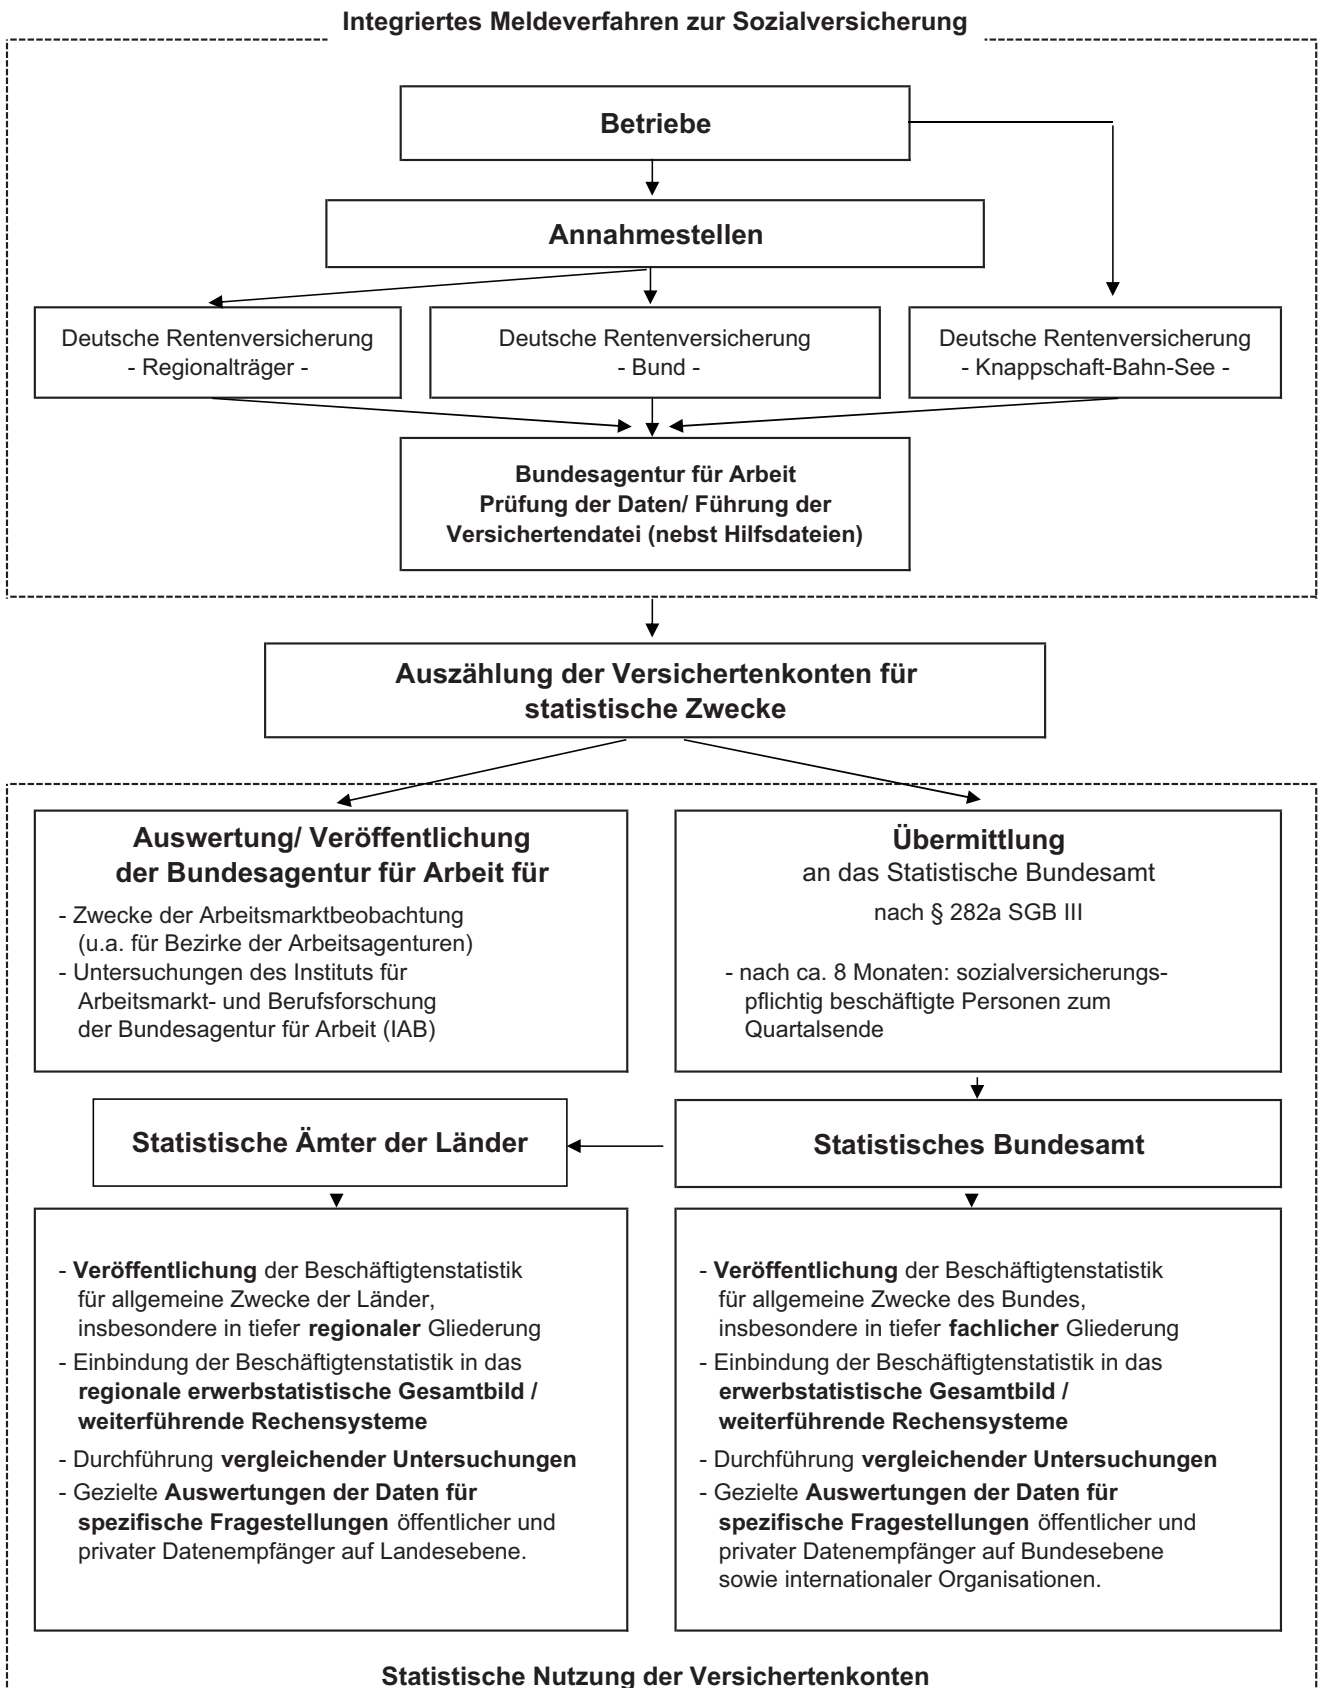 Integriertes Meldeverfahren zur Sozialversicherung
Betriebe
Annahmestellen
Deutsche Rentenversicherung
- Regionalträger -
Deutsche Rentenversicherung
- Bund -
Deutsche Rentenversicherung
- Knappschaft-Bahn-See -
Bundesagentur für Arbeit
Prüfung der Daten/ Führung der
Versichertendatei (nebst Hilfsdateien)
Auszählung der Versichertenkonten für
statistische Zwecke
Auswertung/ Veröffentlichung
der Bundesagentur für Arbeit für
- Zwecke der Arbeitsmarktbeobachtung
(u.a. für Bezirke der Arbeitsagenturen)
- Untersuchungen des Instituts für
Arbeitsmarkt- und Berufsforschung
der Bundesagentur für Arbeit (IAB)
Übermittlung
an das Statistische Bundesamt
nach § 282a SGB III
- nach ca. 8 Monaten: sozialversicherungs-
pflichtig beschäftigte Personen zum
Quartalsende
Statistische Ämter der Länder
Statistisches Bundesamt
- Veröffentlichung der Beschäftigtenstatistik
für allgemeine Zwecke der Länder,
insbesondere in tiefer regionaler Gliederung
- Einbindung der Beschäftigtenstatistik in das
regionale erwerbstatistische Gesamtbild /
weiterführende Rechensysteme
- Durchführung vergleichender Untersuchungen
- Gezielte Auswertungen der Daten für
spezifische Fragestellungen öffentlicher und
privater Datenempfänger auf Landesebene.
- Veröffentlichung der Beschäftigtenstatistik
für allgemeine Zwecke des Bundes,
insbesondere in tiefer fachlicher Gliederung
- Einbindung der Beschäftigtenstatistik in das
erwerbstatistische Gesamtbild /
weiterführende Rechensysteme
- Durchführung vergleichender Untersuchungen
- Gezielte Auswertungen der Daten für
spezifische Fragestellungen öffentlicher und
privater Datenempfänger auf Bundesebene
sowie internationaler Organisationen.
Statistische Nutzung der Versichertenkonten